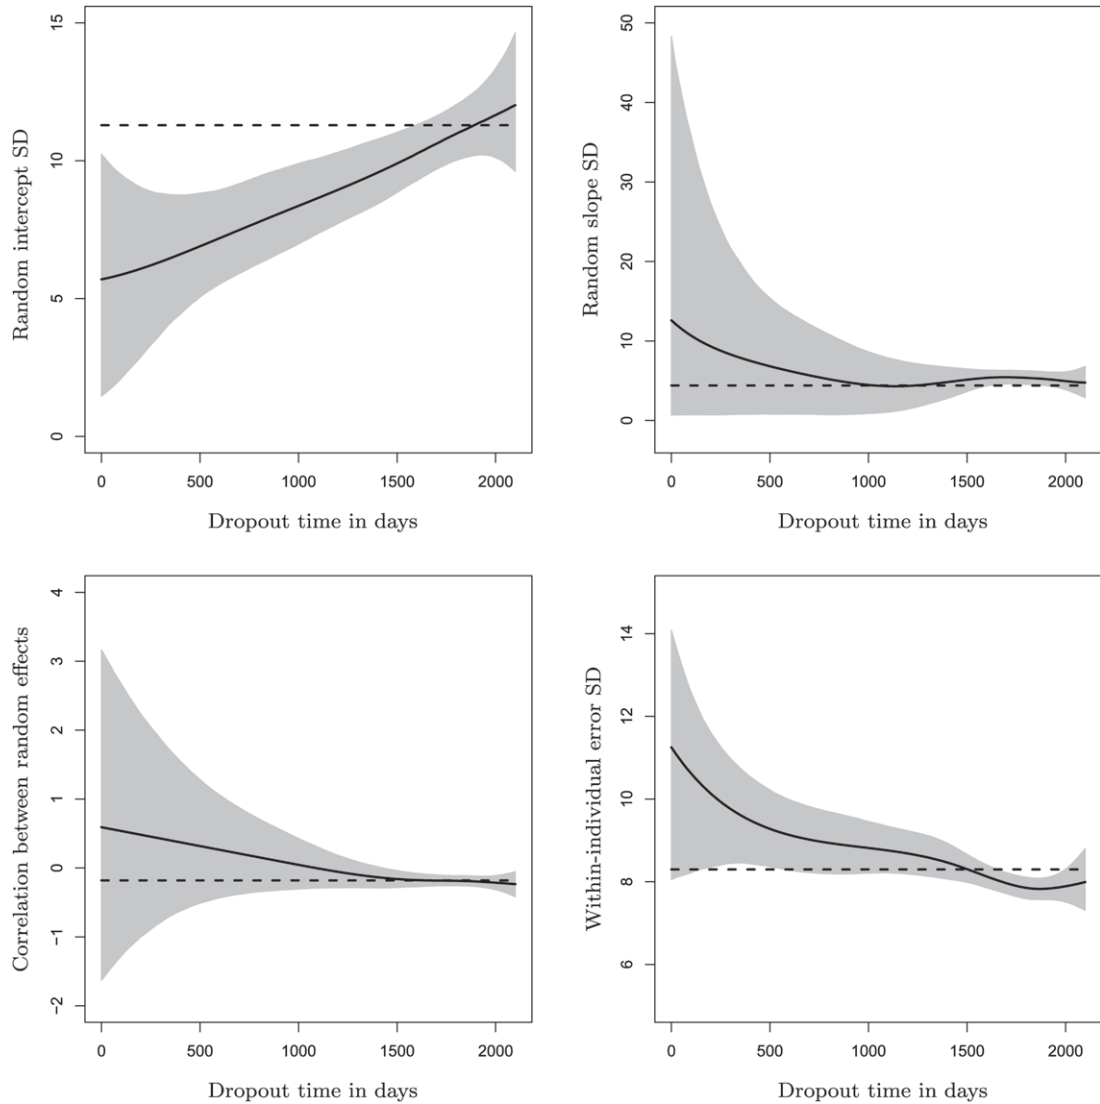 Random intercept SD
15
10
5
0
0 500 1000 1500 2000
Dropout time in days
Random slope SD
50
40
30
20
10
0
0 500 1000 1500 2000
Dropout time in days
Correlation between random effects
4
3
2
1
0
−1
−2
0 500 1000 1500 2000
Dropout time in days
Within-individual error SD
14
12
10
8
6
0 500 1000 1500 2000
Dropout time in days